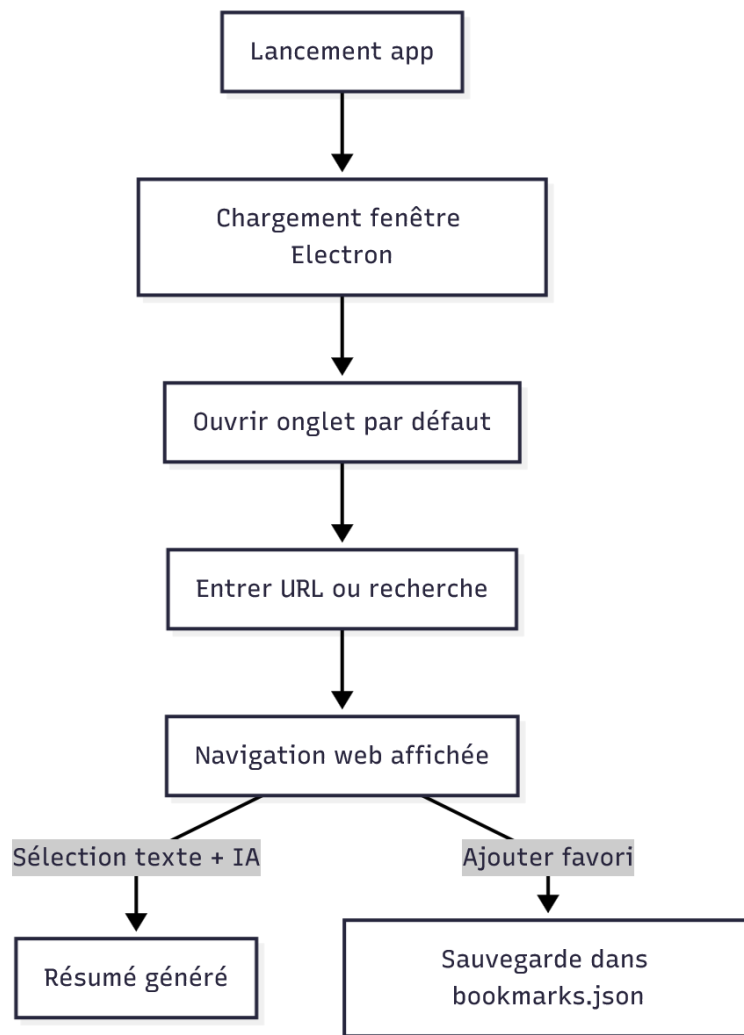 Lancement app
Chargement fenêtre
Electron
Ouvrir onglet par défaut
Entrer URL ou recherche
Navigation web affichée
Sélection texte + IA
Ajouter favori
Résumé généré
Sauvegarde dans
bookmarks.json